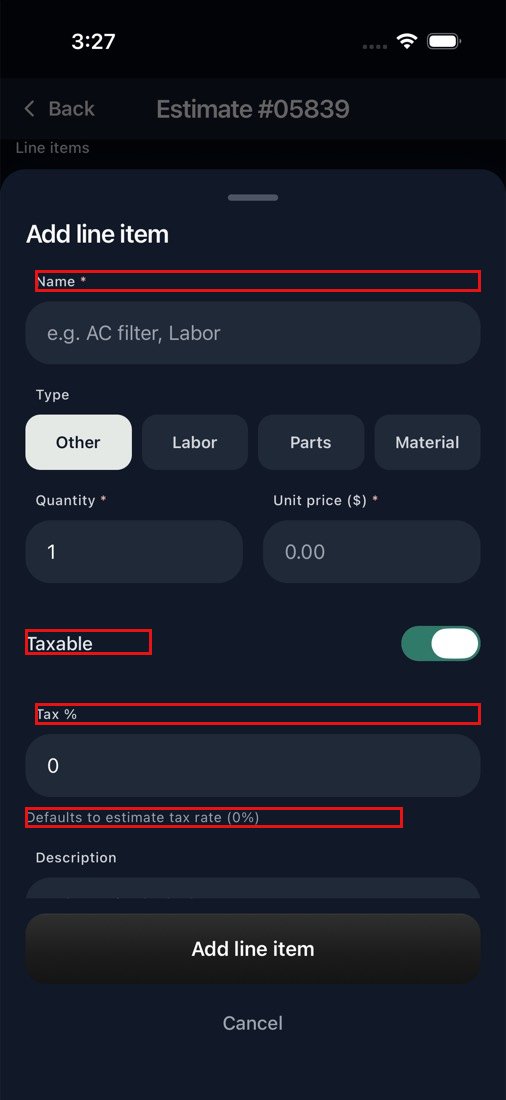 3:27
Back
Estimate #05839
Line items
Add line item
Name *
e.g. AC filter, Labor
Type
Other
Labor
Parts
Material
Quantity *
Unit price ($) *
1
0.00
Taxable
Tax %
0
Defaults to estimate tax rate (0%)
Description
Add line item
Cancel